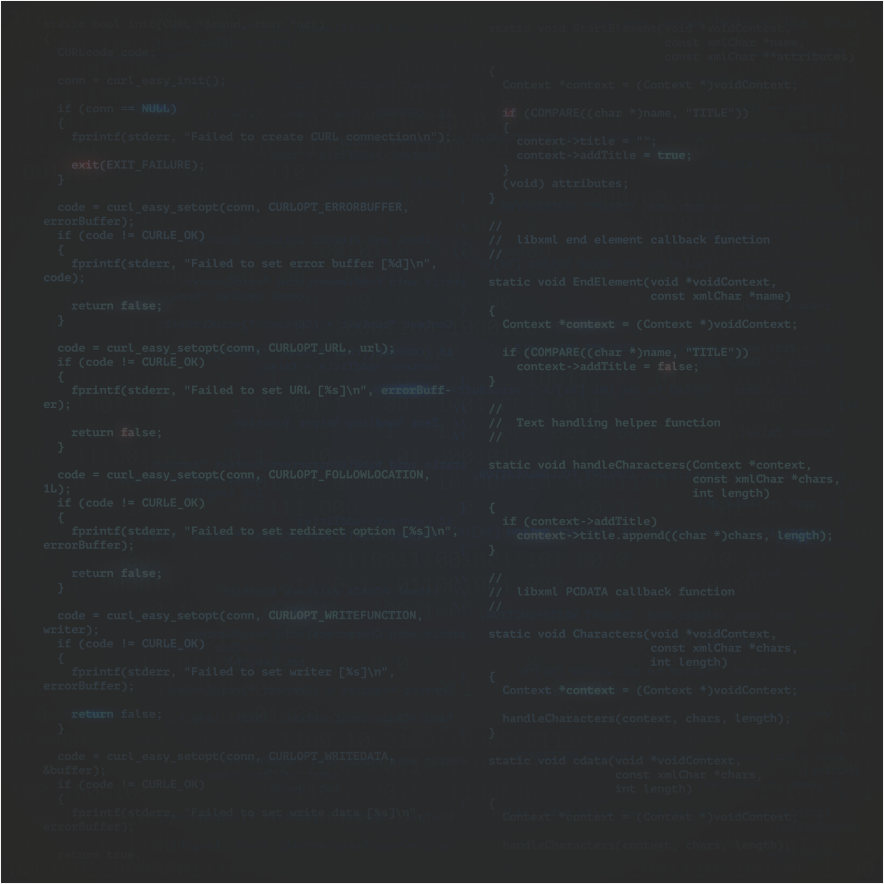 CURLcode code;
conn = curl_easy_init();
if (conn == NULL)
{
fprintf(stderr, "Failed to create CURL connection\n");
exit(EXIT_FAILURE);
}
code = curl_easy_setopt(conn, CURLOPT_ERRORBUFFER,
errorBuffer);
if (code != CURLE_OK)
{
fprintf(stderr, "Failed to set error buffer [%d]\n",
code);
return false;
}
code = curl_easy_setopt(conn, CURLOPT_URL, url);
if (code != CURLE_OK)
{
fprintf(stderr, "Failed to set URL [%s]\n", errorBuff-
er);
return false;
}
code = curl_easy_setopt(conn, CURLOPT_FOLLOWLOCATION,
1L);
if (code != CURLE_OK)
{
fprintf(stderr, "Failed to set redirect option [%s]\n",
errorBuffer);
return false;
}
code = curl_easy_setopt(conn, CURLOPT_WRITEFUNCTION,
writer);
if (code != CURLE_OK)
{
fprintf(stderr, "Failed to set writer [%s]\n",
errorBuffer);
return false;
}
code = curl_easy_setopt(conn, CURLOPT_WRITEDATA,
&buffer);
if (code != CURLE_OK)
{
fprintf(stderr, "Failed to set write data [%s]\n",
errorBuffer);
static void StartElement(void *voidContext,
const xmlChar *name,
const xmlChar **attributes)
{
Context *context = (Context *)voidContext;
if (COMPARE((char *)name, "TITLE"))
{
context->title = "";
context->addTitle = true;
}
(void) attributes;
}
//
//  libxml end element callback function
//
static void EndElement(void *voidContext,
const xmlChar *name)
{
Context *context = (Context *)voidContext;
if (COMPARE((char *)name, "TITLE"))
context->addTitle = false;
}
//
//  Text handling helper function
//
static void handleCharacters(Context *context,
const xmlChar *chars,
int length)
{
if (context->addTitle)
context->title.append((char *)chars, length);
}
//
//  libxml PCDATA callback function
//
static void Characters(void *voidContext,
const xmlChar *chars,
int length)
{
Context *context = (Context *)voidContext;
handleCharacters(context, chars, length);
}
static void cdata(void *voidContext,
const xmlChar *chars,
int length)
{
Context *context = (Context *)voidContext;
handleCharacters(context, chars, length);